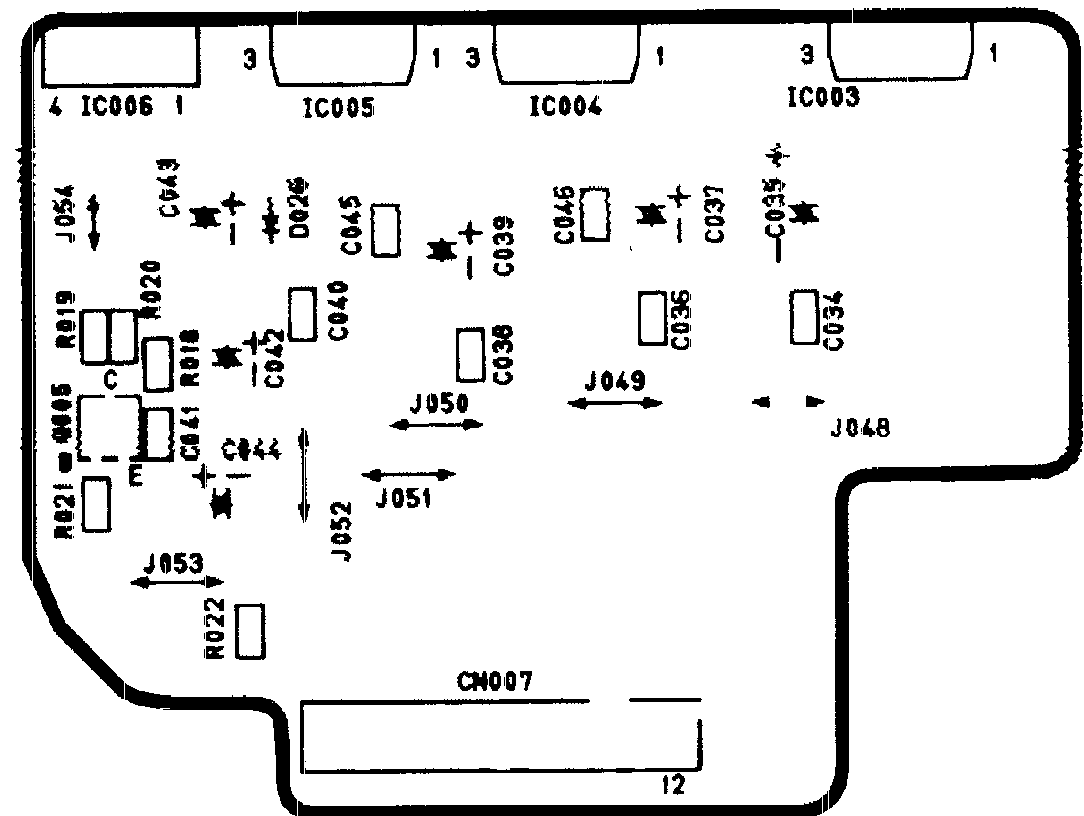 3 1 3 1 3 1
4 IC006 1 IC005 IC004 IC003
J054
C043
+
-
D026
C045
+
-
C039
C046
+
-
C037
+
-
C035
R019
R020
R018
C040
+
-
C042
C038
C036
C034
C
Q005
B
E
C041
J050
J049
J048
C044
+ -
J051
R021
J052
J053
R022
CM007
12